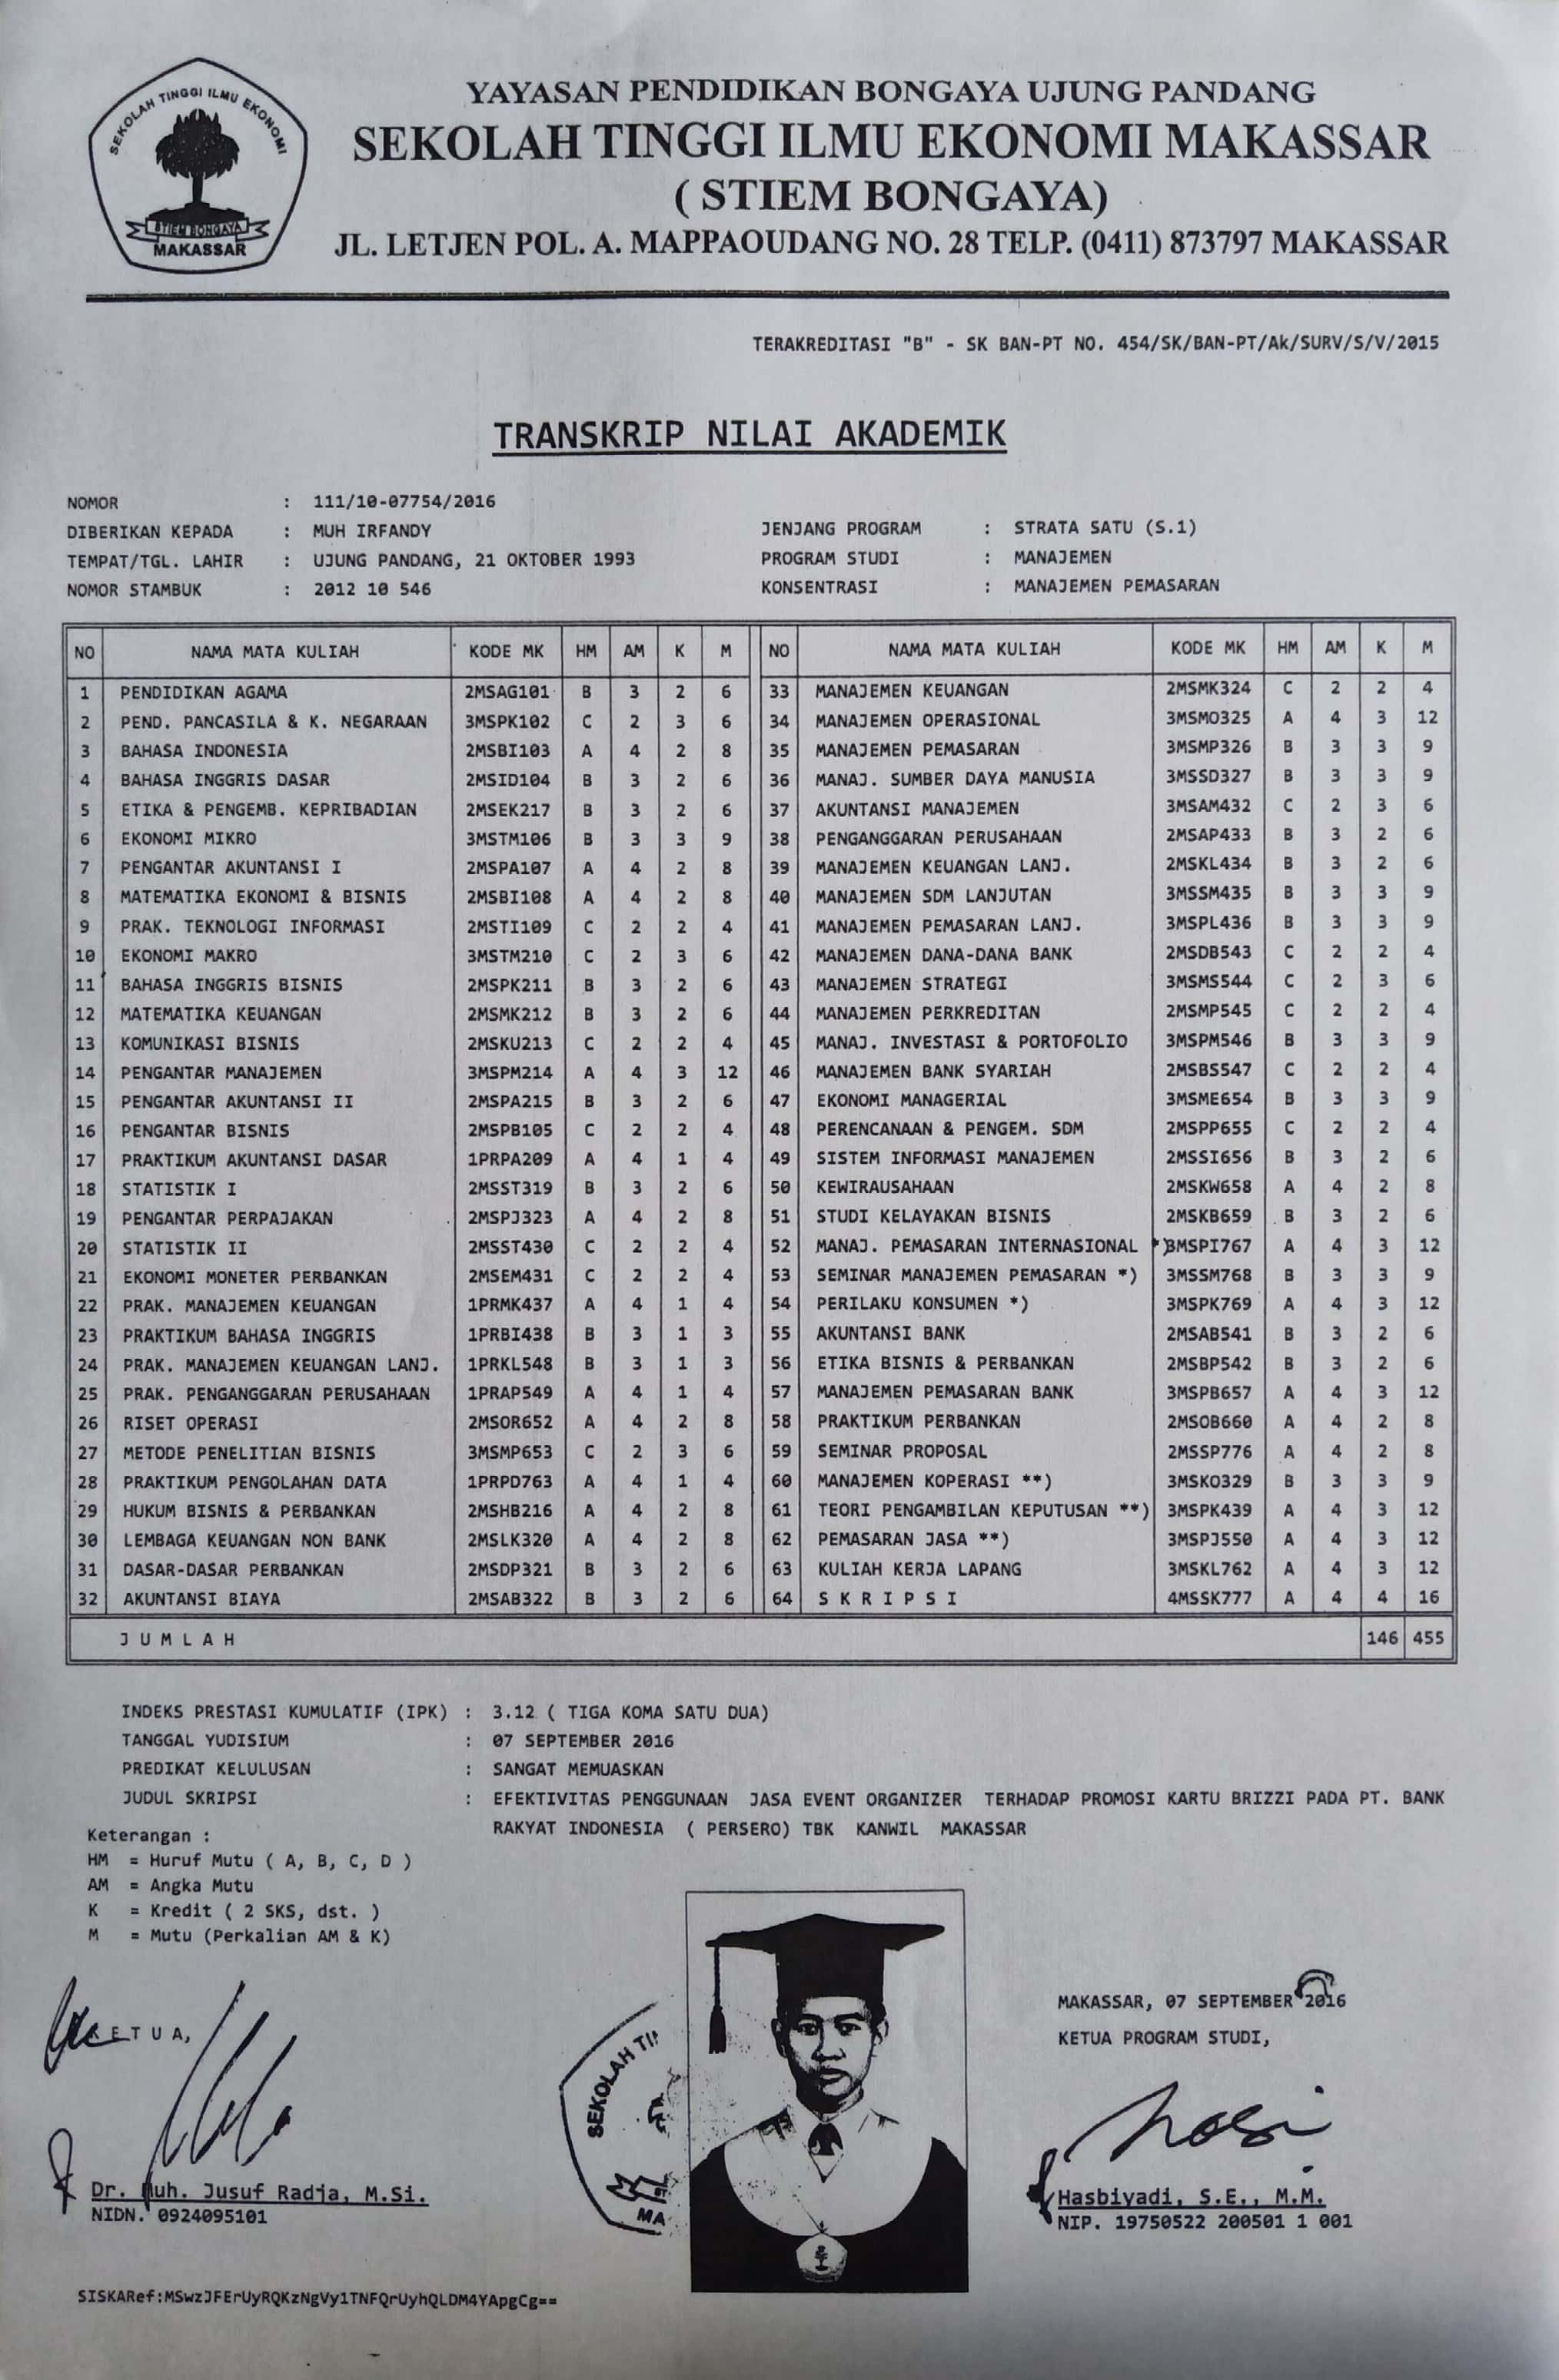 SEKOLAH TINGGI ILMU EKONOMI
STIEM BONGAYA
MAKASSAR
YAYASAN PENDIDIKAN BONGAYA UJUNG PANDANG
SEKOLAH TINGGI ILMU EKONOMI MAKASSAR
( STIEM BONGAYA)
JL. LETJEN POL. A. MAPPAOUDANG NO. 28 TELP. (0411) 873797 MAKASSAR
TERAKREDITASI "B" - SK BAN-PT NO. 454/SK/BAN-PT/Ak/SURV/S/V/2015
TRANSKRIP NILAI AKADEMIK
NOMOR : 111/10-07754/2016
DIBERIKAN KEPADA : MUH IRFANDY
TEMPAT/TGL. LAHIR : UJUNG PANDANG, 21 OKTOBER 1993
NOMOR STAMBUK : 2012 10 546
JENJANG PROGRAM : STRATA SATU (S.1)
PROGRAM STUDI : MANAJEMEN
KONSENTRASI : MANAJEMEN PEMASARAN
NO NAMA MATA KULIAH KODE MK HM AM K M
1 PENDIDIKAN AGAMA 2MSAG101 B 3 2 6
2 PEND. PANCASILA & K. NEGARAAN 3MSPK102 C 2 3 6
3 BAHASA INDONESIA 2MSBI103 A 4 2 8
4 BAHASA INGGRIS DASAR 2MSID104 B 3 2 6
5 ETIKA & PENGEMB. KEPRIBADIAN 2MSEK217 B 3 2 6
6 EKONOMI MIKRO 3MSTM106 B 3 3 9
7 PENGANTAR AKUNTANSI I 2MSPA107 A 4 2 8
8 MATEMATIKA EKONOMI & BISNIS 2MSBI108 A 4 2 8
9 PRAK. TEKNOLOGI INFORMASI 2MSTI109 C 2 2 4
10 EKONOMI MAKRO 3MSTM210 C 2 3 6
11 BAHASA INGGRIS BISNIS 2MSPK211 B 3 2 6
12 MATEMATIKA KEUANGAN 2MSMK212 B 3 2 6
13 KOMUNIKASI BISNIS 2MSKU213 C 2 2 4
14 PENGANTAR MANAJEMEN 3MSPM214 A 4 3 12
15 PENGANTAR AKUNTANSI II 2MSPA215 B 3 2 6
16 PENGANTAR BISNIS 2MSPB105 C 2 2 4
17 PRAKTIKUM AKUNTANSI DASAR 1PRPA209 A 4 1 4
18 STATISTIK I 2MSST319 B 3 2 6
19 PENGANTAR PERPAJAKAN 2MSPJ323 A 4 2 8
20 STATISTIK II 2MSST430 C 2 2 4
21 EKONOMI MONETER PERBANKAN 2MSEM431 C 2 2 4
22 PRAK. MANAJEMEN KEUANGAN 1PRMK437 A 4 1 4
23 PRAKTIKUM BAHASA INGGRIS 1PRBI438 B 3 1 3
24 PRAK. MANAJEMEN KEUANGAN LANJ. 1PRKL548 B 3 1 3
25 PRAK. PENGANGGARAN PERUSAHAAN 1PRAP549 A 4 1 4
26 RISET OPERASI 2MSOR652 A 4 2 8
27 METODE PENELITIAN BISNIS 3MSMP653 C 2 3 6
28 PRAKTIKUM PENGOLAHAN DATA 1PRPD763 A 4 1 4
29 HUKUM BISNIS & PERBANKAN 2MSHB216 A 4 2 8
30 LEMBAGA KEUANGAN NON BANK 2MSLK320 A 4 2 8
31 DASAR-DASAR PERBANKAN 2MSDP321 B 3 2 6
32 AKUNTANSI BIAYA 2MSAB322 B 3 2 6
NO NAMA MATA KULIAH KODE MK HM AM K M
33 MANAJEMEN KEUANGAN 2MSMK324 C 2 2 4
34 MANAJEMEN OPERASIONAL 3MSMO325 A 4 3 12
35 MANAJEMEN PEMASARAN 3MSMP326 B 3 3 9
36 MANAJ. SUMBER DAYA MANUSIA 3MSSD327 B 3 3 9
37 AKUNTANSI MANAJEMEN 3MSAM432 C 2 3 6
38 PENGANGGARAN PERUSAHAAN 2MSAP433 B 3 2 6
39 MANAJEMEN KEUANGAN LANJ. 2MSKL434 B 3 2 6
40 MANAJEMEN SDM LANJUTAN 3MSSM435 B 3 3 9
41 MANAJEMEN PEMASARAN LANJ. 3MSPL436 B 3 3 9
42 MANAJEMEN DANA-DANA BANK 2MSDB543 C 2 2 4
43 MANAJEMEN STRATEGI 3MSMS544 C 2 3 6
44 MANAJEMEN PERKREDITAN 2MSMP545 C 2 2 4
45 MANAJ. INVESTASI & PORTOFOLIO 3MSPM546 B 3 3 9
46 MANAJEMEN BANK SYARIAH 2MSBS547 C 2 2 4
47 EKONOMI MANAGERIAL 3MSME654 B 3 3 9
48 PERENCANAAN & PENGEM. SDM 2MSPP655 C 2 2 4
49 SISTEM INFORMASI MANAJEMEN 2MSSI656 B 3 2 6
50 KEWIRAUSAHAAN 2MSKW658 A 4 2 8
51 STUDI KELAYAKAN BISNIS 2MSKB659 B 3 2 6
52 MANAJ. PEMASARAN INTERNASIONAL *) 3MSPI767 A 4 3 12
53 SEMINAR MANAJEMEN PEMASARAN *) 3MSSM768 B 3 3 9
54 PERILAKU KONSUMEN *) 3MSPK769 A 4 3 12
55 AKUNTANSI BANK 2MSAB541 B 3 2 6
56 ETIKA BISNIS & PERBANKAN 2MSBP542 B 3 2 6
57 MANAJEMEN PEMASARAN BANK 3MSPB657 A 4 3 12
58 PRAKTIKUM PERBANKAN 2MSOB660 A 4 2 8
59 SEMINAR PROPOSAL 2MSSP776 A 4 2 8
60 MANAJEMEN KOPERASI **) 3MSKO329 B 3 3 9
61 TEORI PENGAMBILAN KEPUTUSAN **) 3MSPK439 A 4 3 12
62 PEMASARAN JASA **) 3MSPJ550 A 4 3 12
63 KULIAH KERJA LAPANG 3MSKL762 A 4 3 12
64 S K R I P S I 4MSSK777 A 4 4 16
J U M L A H 146 455
INDEKS PRESTASI KUMULATIF (IPK) : 3.12 ( TIGA KOMA SATU DUA)
TANGGAL YUDISIUM : 07 SEPTEMBER 2016
PREDIKAT KELULUSAN : SANGAT MEMUASKAN
JUDUL SKRIPSI : EFEKTIVITAS PENGGUNAAN JASA EVENT ORGANIZER TERHADAP PROMOSI KARTU BRIZZI PADA PT. BANK
RAKYAT INDONESIA ( PERSERO) TBK KANWIL MAKASSAR
Keterangan :
HM = Huruf Mutu ( A, B, C, D )
AM = Angka Mutu
K = Kredit ( 2 SKS, dst. )
M = Mutu (Perkalian AM & K)
K E T U A,
Dr. Muh. Jusuf Radja, M.Si.
NIDN. 0924095101
SEKOLAH TI
MA
MAKASSAR, 07 SEPTEMBER 2016
KETUA PROGRAM STUDI,
Hasbiyadi, S.E., M.M.
NIP. 19750522 200501 1 001
SISKARef:MSwzJFErUyRQKzNgVy1TNFQrUyhQLDM4YApgCg==